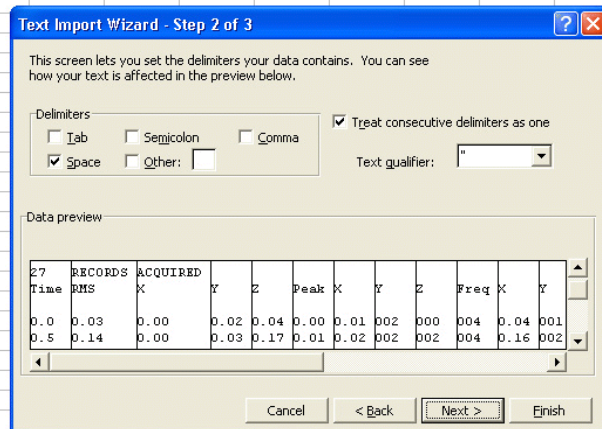 Text Import Wizard - Step 2 of 3
This screen lets you set the delimiters your data contains. You can see
how your text is affected in the preview below.
Delimiters
Tab Semicolon Comma
Space Other:
Treat consecutive delimiters as one
Text qualifier: "
Data preview
27 RECORDS ACQUIRED
Time RMS X Y Z Peak X Y Z Freq X Y
0.0 0.03 0.00 0.02 0.04 0.00 0.01 002 000 004 0.04 001
0.5 0.14 0.00 0.03 0.17 0.01 0.02 002 002 004 0.16 002
Cancel < Back Next > Finish